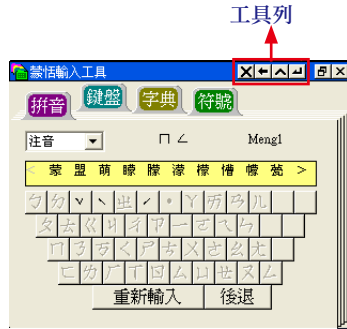 工具列
蒙恬輸入工具
拼音 鍵盤 字典 符號
注音 ㄇㄥ Meng1
< 蒙 盟 萌 曚 朦 濛 檬 懵 幪 甍 >
ㄅ ㄉ ˇ ˋ ㄓ ˊ ˙ ㄚ ㄞ ㄢ ㄦ
ㄆ ㄊ ㄍ ㄐ ㄔ ㄗ ㄧ ㄛ ㄟ ㄣ
ㄇ ㄋ ㄎ ㄑ ㄕ ㄘ ㄨ ㄜ ㄠ ㄤ
ㄈ ㄌ ㄏ ㄒ ㄖ ㄙ ㄩ ㄝ ㄡ ㄥ
重新輸入 後退